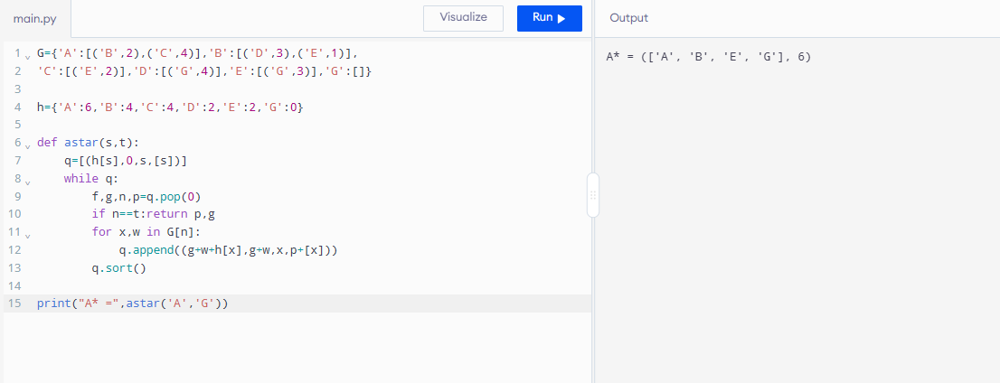 main.py Visualize Run Output
1 G={'A':[('B',2),('C',4)],'B':[('D',3),('E',1)],
2 'C':[('E',2)],'D':[('G',4)],'E':[('G',3)],'G':[]}
3
4 h={'A':6,'B':4,'C':4,'D':2,'E':2,'G':0}
5
6 def astar(s,t):
7     q=[(h[s],0,s,[s])]
8     while q:
9         f,g,n,p=q.pop(0)
10         if n==t:return p,g
11         for x,w in G[n]:
12             q.append((g+w+h[x],g+w,x,p+[x]))
13         q.sort()
14
15 print("A* =",astar('A','G'))
A* = (['A', 'B', 'E', 'G'], 6)